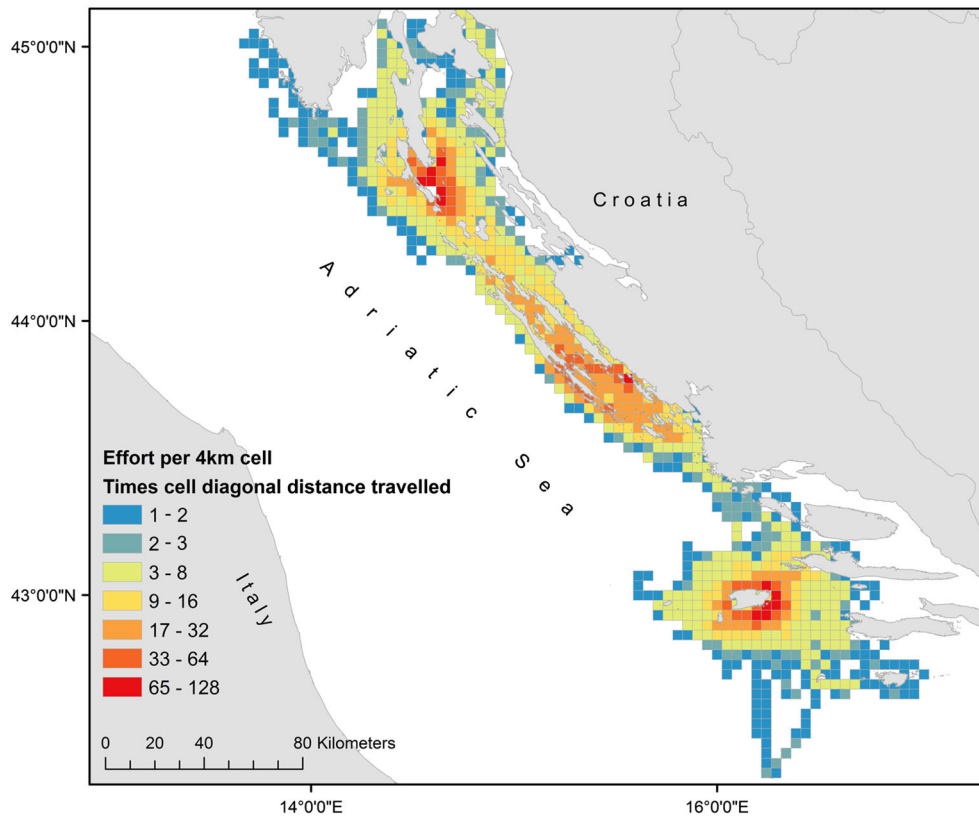 45°0'0"N
Croatia
Adriatic Sea
44°0'0"N
Effort per 4km cell
Times cell diagonal distance travelled
1 - 2
2 - 3
3 - 8
9 - 16
17 - 32
33 - 64
65 - 128
43°0'0"N
Italy
0 20 40 80 Kilometers
14°0'0"E
16°0'0"E